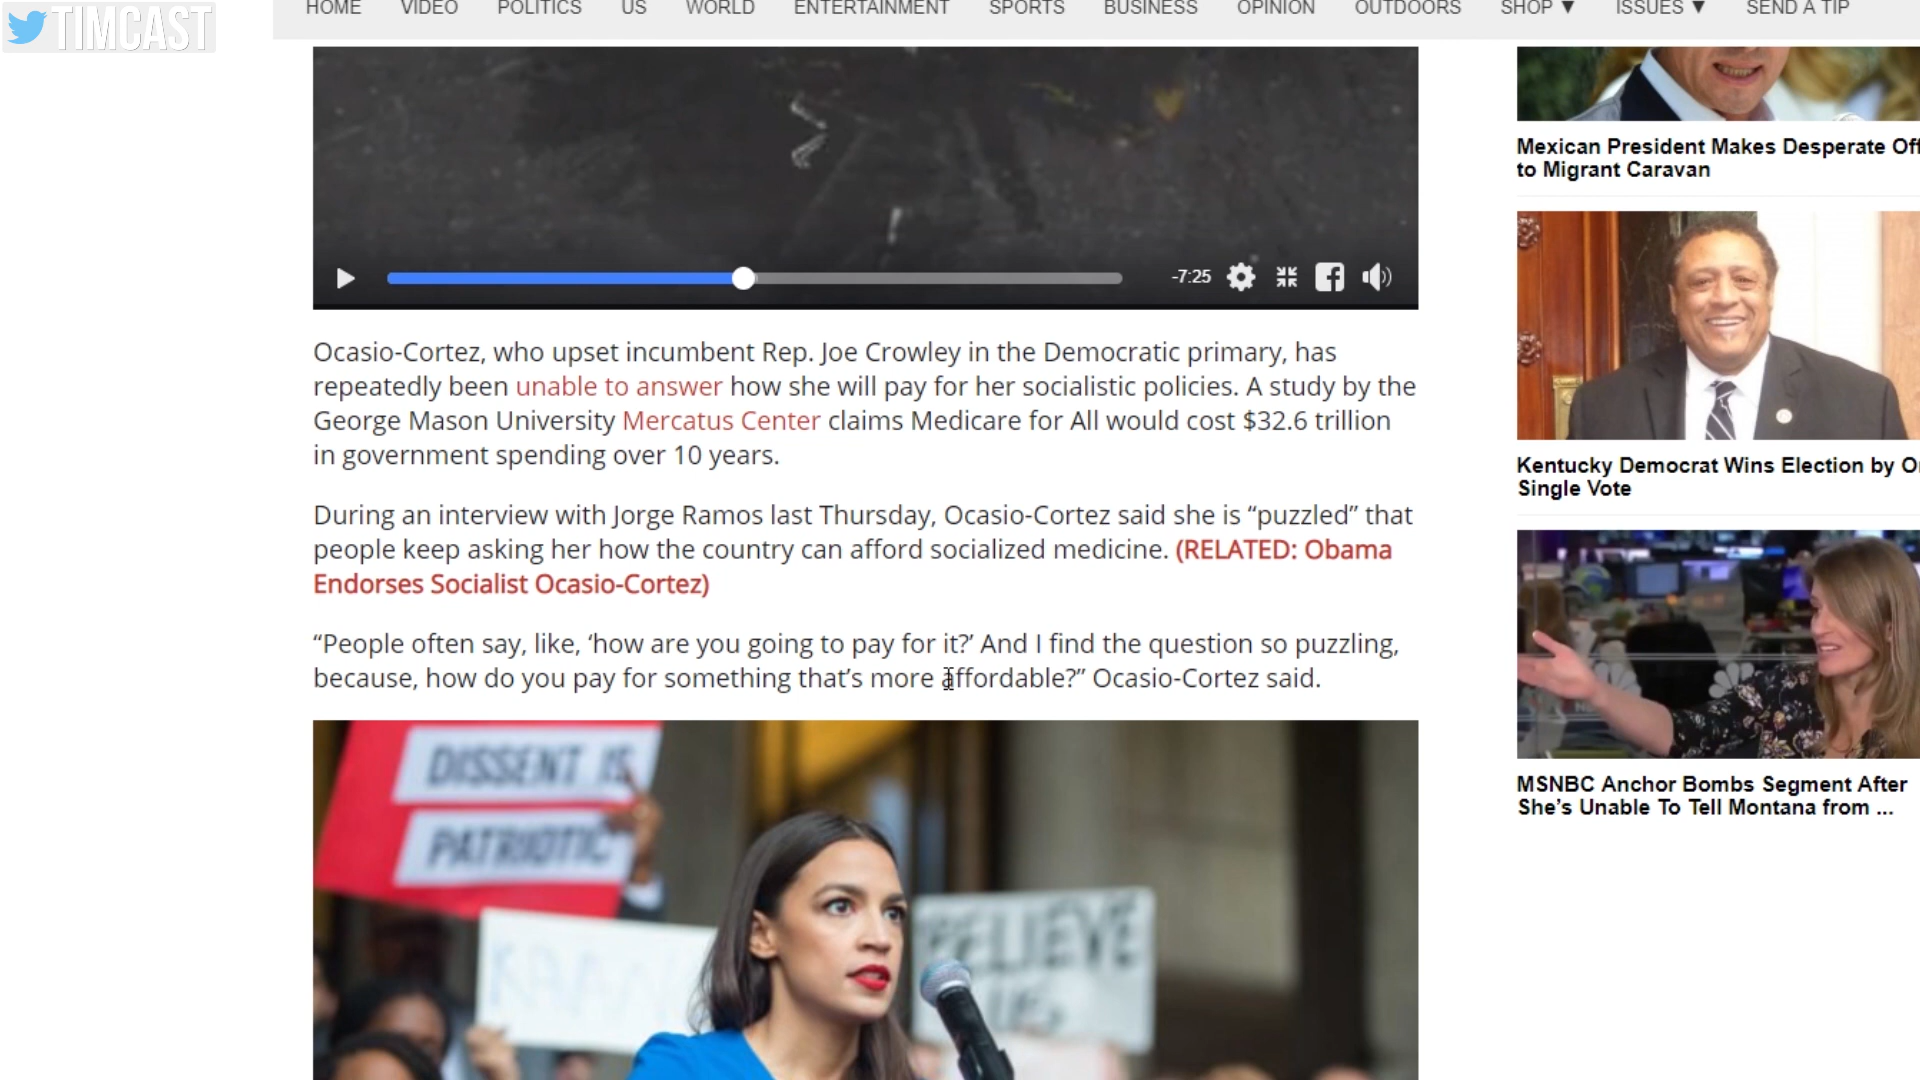 TIMCAST
HOME VIDEO POLITICS US WORLD ENTERTAINMENT SPORTS BUSINESS OPINION OUTDOORS SHOP ▼ ISSUES ▼ SEND A TIP
-7:25
Ocasio-Cortez, who upset incumbent Rep. Joe Crowley in the Democratic primary, has
repeatedly been unable to answer how she will pay for her socialistic policies. A study by the
George Mason University Mercatus Center claims Medicare for All would cost $32.6 trillion
in government spending over 10 years.
During an interview with Jorge Ramos last Thursday, Ocasio-Cortez said she is “puzzled” that
people keep asking her how the country can afford socialized medicine. (RELATED: Obama
Endorses Socialist Ocasio-Cortez)
“People often say, like, ‘how are you going to pay for it?’ And I find the question so puzzling,
because, how do you pay for something that’s more affordable?” Ocasio-Cortez said.
DISSENT IS
PATRIOTIC
BELIEVE
US
Mexican President Makes Desperate Off
to Migrant Caravan
Kentucky Democrat Wins Election by
Single Vote
MSNBC Anchor Bombs Segment After
She’s Unable To Tell Montana from ...